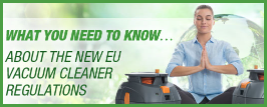 WHAT YOU NEED TO KNOW...
ABOUT THE NEW EU
VACUUM CLEANER
REGULATIONS